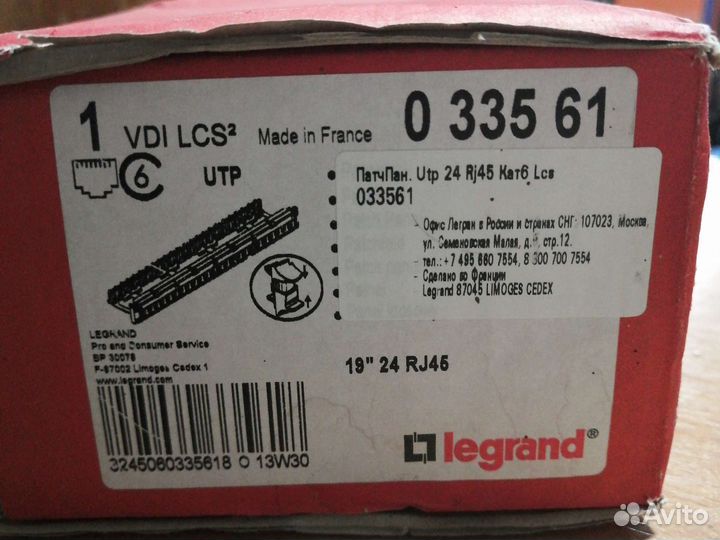 1 VDI LCS² Made in France 0 335 61
6 UTP
ПатчПан. Utp 24 Rj45 Кат6 Lcs
033561
- Офис Легран в России и странах СНГ: 107023, Москва,
ул. Семеновская Малая, д. стр.12.
тел.:+7 495 660 7554, 8 800 700 7554
Сделано во Франции
Legrand 87045 LIMOGES CEDEX
LEGRAND
Pro and Consumer Service
BP 30076
F-87002 Limoges Cedex 1
www.legrand.com
19" 24 RJ45
3245060335618 O 13W30
legrand®
Avito